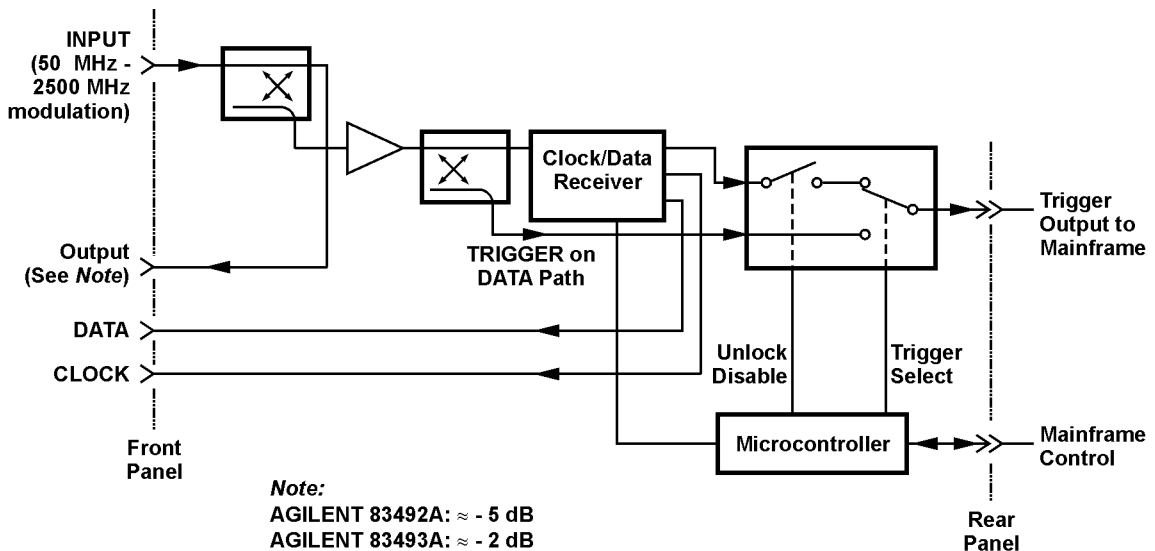 INPUT
(50 MHz -
2500 MHz
modulation)
Clock/Data
Receiver
Trigger
Output to
Mainframe
TRIGGER on
DATA Path
Output
(See Note)
DATA
CLOCK
Unlock
Disable
Trigger
Select
Microcontroller
Mainframe
Control
Front
Panel
Note:
AGILENT 83492A: ≈ - 5 dB
AGILENT 83493A: ≈ - 2 dB
Rear
Panel